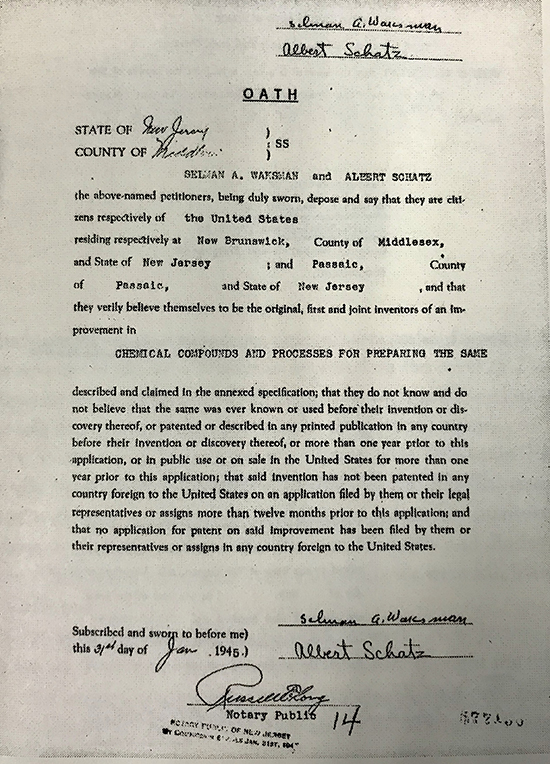 Selman A. Waksman
Albert Schatz
OATH
STATE OF New Jersey )
: SS
COUNTY OF )
SELMAN A. WAKSMAN and ALBERT SCHATZ
the above-named petitioners, being duly sworn, depose and say that they are citi-
zens respectively of the United States
residing respectively at New Brunswick, County of Middlesex,
and State of New Jersey ; and Passaic, County
of Passaic, and State of New Jersey , and that
they verily believe themselves to be the original, first and joint inventors of an im-
provement in
CHEMICAL COMPOUNDS AND PROCESSES FOR PREPARING THE SAME
described and claimed in the annexed specification; that they do not know and do
not believe that the same was ever known or used before their invention or dis-
covery thereof, or patented or described in any printed publication in any country
before their invention or discovery thereof, or more than one year prior to this
application, or in public use or on sale in the United States for more than one
year prior to this application; that said invention has not been patented in any
country foreign to the United States on an application filed by them or their legal
representatives or assigns more than twelve months prior to this application; and
that no application for patent on said improvement has been filed by them or
their representatives or assigns in any country foreign to the United States.
Selman A. Waksman
Subscribed and sworn to before me)
this 31st day of Jan. 1945.)
Albert Schatz
Notary Public 14
NOTARY PUBLIC OF NEW JERSEY
MY COMMISSION JAN. 31ST,